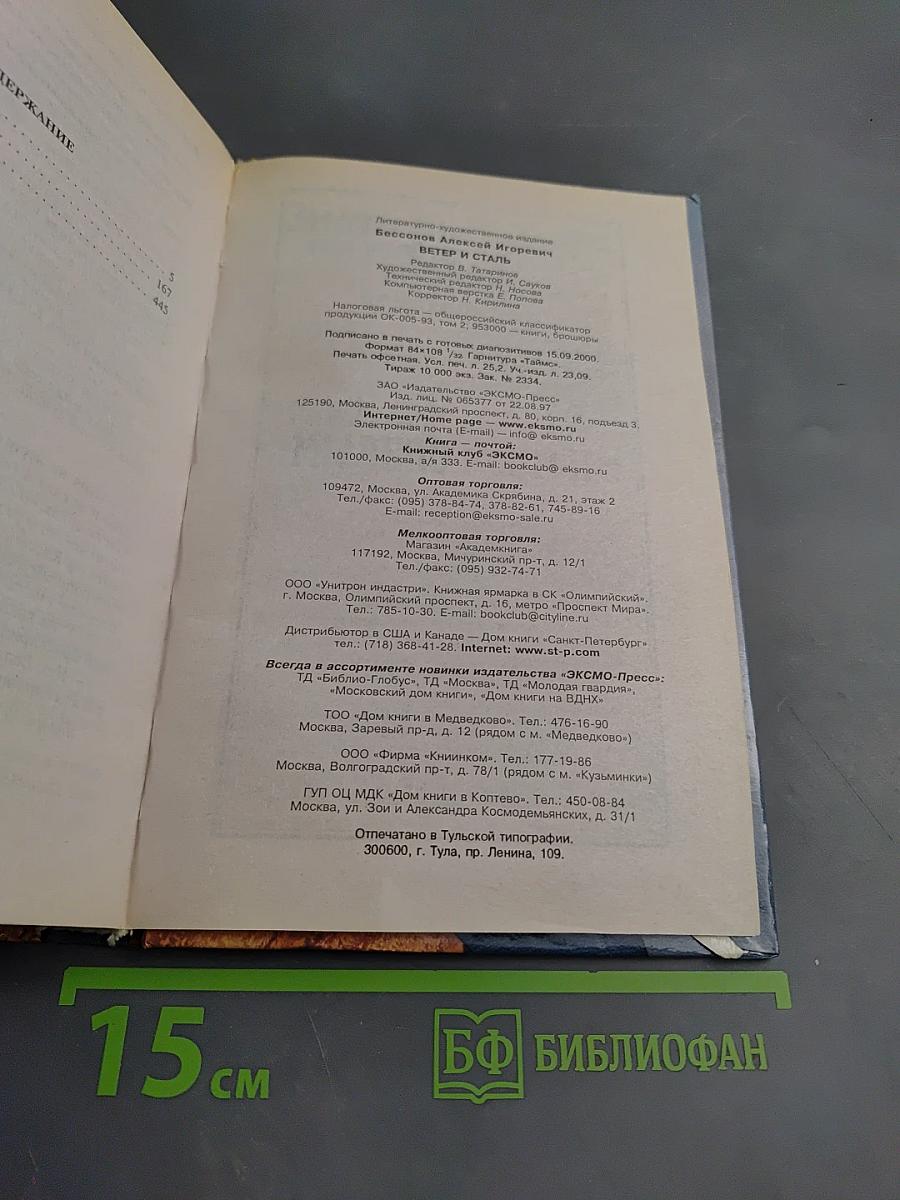 ДЕРЖАНИЕ
5
167
445
Литературно-художественное издание
Бессонов Алексей Игоревич
ВЕТЕР И СТАЛЬ
Редактор В. Татаринов
Художественный редактор И. Сауков
Технический редактор Н. Носова
Компьютерная верстка Е. Попова
Корректор Н. Кирилина
Налоговая льгота — общероссийский классификатор
продукции ОК-005-93, том 2; 953000 — книги, брошюры
Подписано в печать с готовых диапозитивов 15.09.2000.
Формат 84×108 1/32. Гарнитура «Таймс».
Печать офсетная. Усл. печ. л. 25,2. Уч.-изд. л. 23,09.
Тираж 10 000 экз. Зак. № 2334.
ЗАО «Издательство «ЭКСМО-Пресс»
Изд. лиц. № 065377 от 22.08.97
125190, Москва, Ленинградский проспект, д. 80, корп. 16, подъезд 3.
Интернет/Home page — www.eksmo.ru
Электронная почта (E-mail) — info@ eksmo.ru
Книга — почтой:
Книжный клуб «ЭКСМО»
101000, Москва, а/я 333. E-mail: bookclub@ eksmo.ru
Оптовая торговля:
109472, Москва, ул. Академика Скрябина, д. 21, этаж 2
Тел./факс: (095) 378-84-74, 378-82-61, 745-89-16
E-mail: reception@eksmo-sale.ru
Мелкооптовая торговля:
Магазин «Академкнига»
117192, Москва, Мичуринский пр-т, д. 12/1
Тел./факс: (095) 932-74-71
ООО «Унитрон индастри». Книжная ярмарка в СК «Олимпийский».
г. Москва, Олимпийский проспект, д. 16, метро «Проспект Мира».
Тел.: 785-10-30. E-mail: bookclub@cityline.ru
Дистрибьютор в США и Канаде — Дом книги «Санкт-Петербург»
тел.: (718) 368-41-28. Internet: www.st-p.com
Всегда в ассортименте новинки издательства «ЭКСМО-Пресс»:
ТД «Библио-Глобус», ТД «Москва», ТД «Молодая гвардия»,
«Московский дом книги», «Дом книги на ВДНХ»
ТОО «Дом книги в Медведково». Тел.: 476-16-90
Москва, Заревый пр-д, д. 12 (рядом с м. «Медведково»)
ООО «Фирма «Книинком». Тел.: 177-19-86
Москва, Волгоградский пр-т, д. 78/1 (рядом с м. «Кузьминки»)
ГУП ОЦ МДК «Дом книги в Коптево». Тел.: 450-08-84
Москва, ул. Зои и Александра Космодемьянских, д. 31/1
Отпечатано в Тульской типографии.
300600, г. Тула, пр. Ленина, 109.
15 см
БФ БИБЛИОФАН